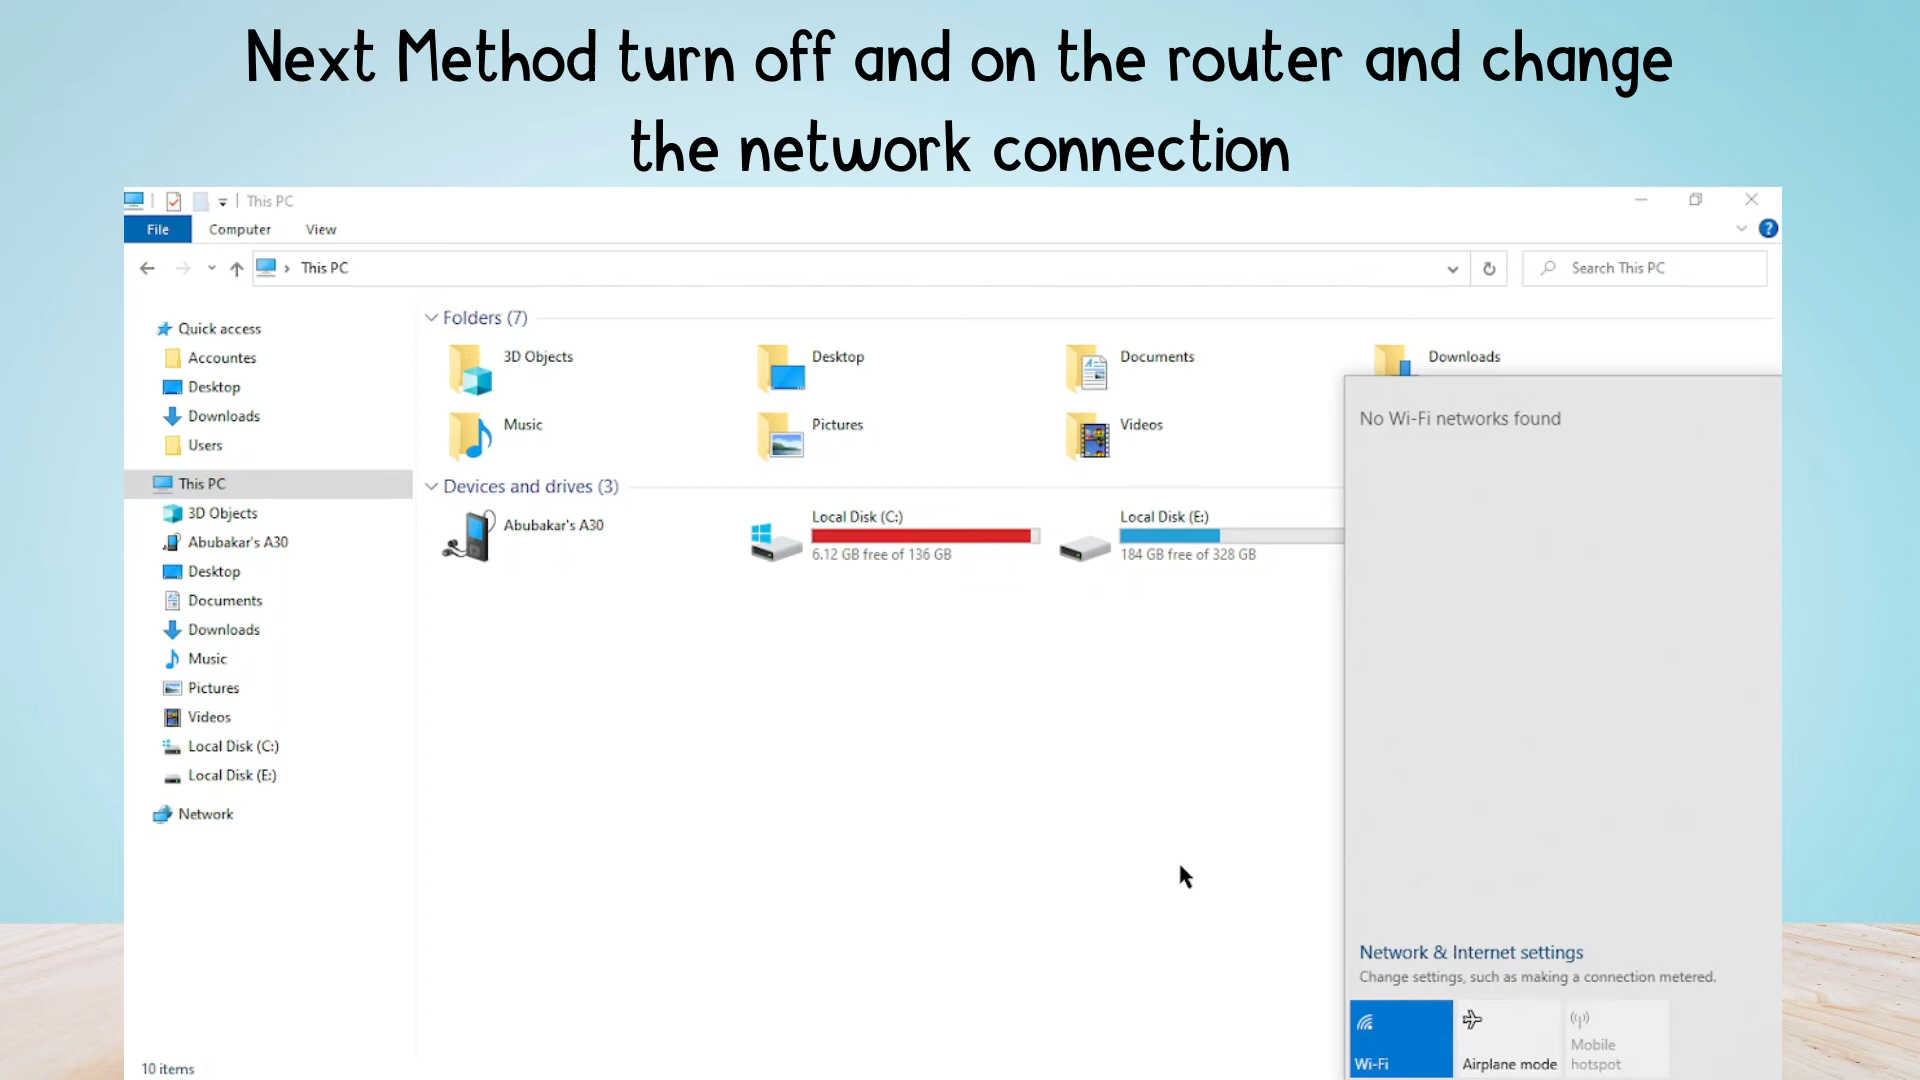 Next Method turn off and on the router and change
the network connection
This PC
File Computer View
This PC
Search This PC
Quick access
Accountes
Desktop
Downloads
Users
This PC
3D Objects
Abubakar's A30
Desktop
Documents
Downloads
Music
Pictures
Videos
Local Disk (C:)
Local Disk (E:)
Network
10 items
Folders (7)
3D Objects
Desktop
Documents
Downloads
Music
Pictures
Videos
Devices and drives (3)
Abubakar's A30
Local Disk (C:)
6.12 GB free of 136 GB
Local Disk (E:)
184 GB free of 328 GB
No Wi-Fi networks found
Network & Internet settings
Change settings, such as making a connection metered.
Wi-Fi
Airplane mode
Mobile
hotspot